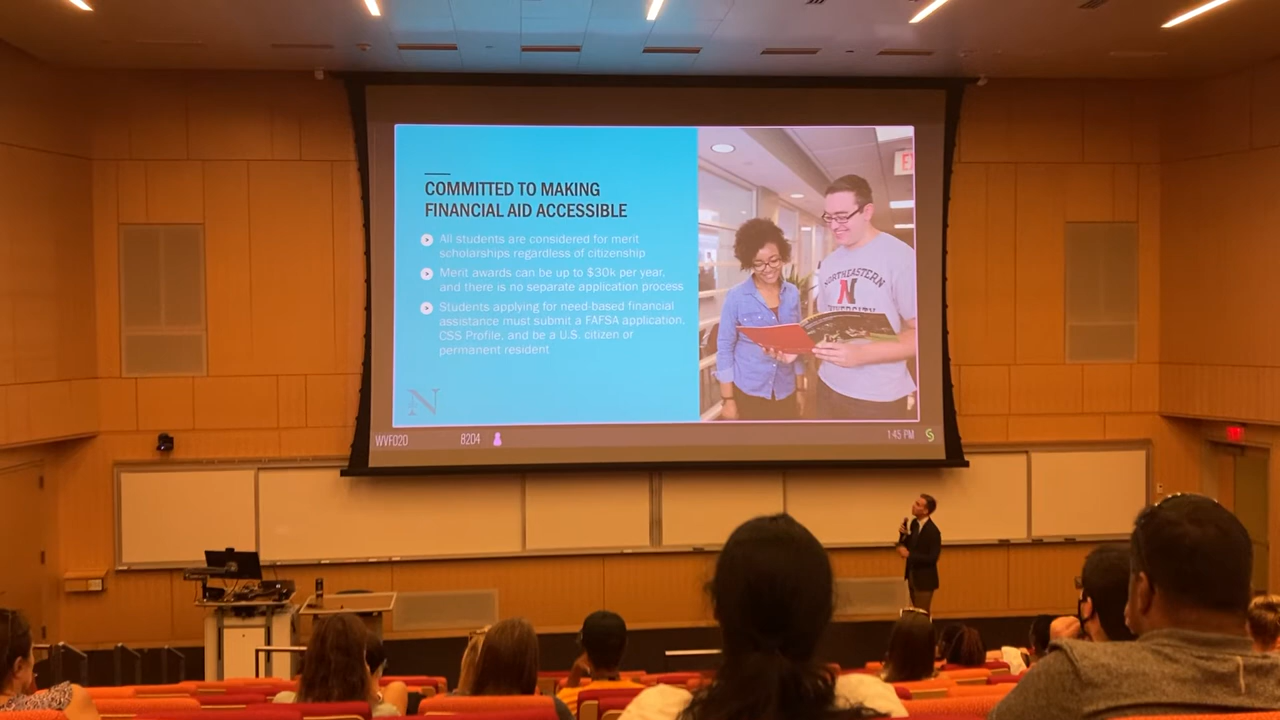 COMMITTED TO MAKING
FINANCIAL AID ACCESSIBLE
All students are considered for merit
scholarships regardless of citizenship
Merit awards can be up to $30k per year,
and there is no separate application process
Students applying for need-based financial
assistance must submit a FAFSA application,
CSS Profile, and be a U.S. citizen or
permanent resident
N
NORTHEASTERN
N
WVF020
8204
1:45 PM